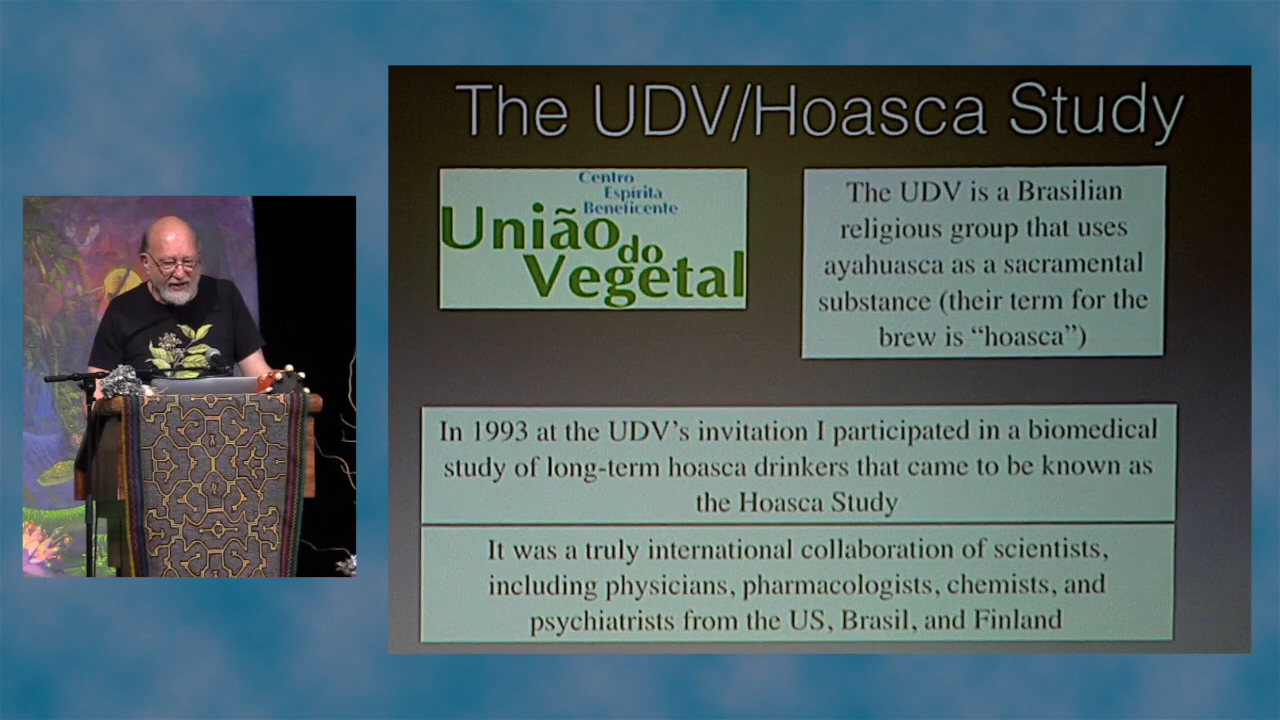 The UDV/Hoasca Study
Centro
Espírita
Beneficente
União
do
Vegetal
The UDV is a Brasilian
religious group that uses
ayahuasca as a sacramental
substance (their term for the
brew is “hoasca”)
In 1993 at the UDV’s invitation I participated in a biomedical
study of long-term hoasca drinkers that came to be known as
the Hoasca Study
It was a truly international collaboration of scientists,
including physicians, pharmacologists, chemists, and
psychiatrists from the US, Brasil, and Finland